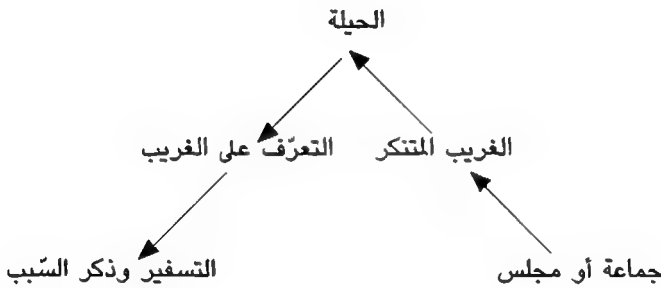 الحيلة
الغريب المتنكر    التعرّف على الغريب
جماعة أو مجلس    التسفير وذكر السّبب